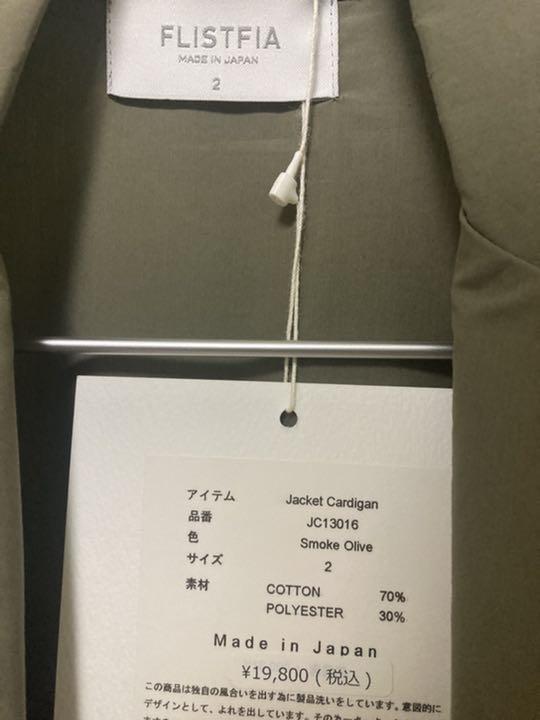 FLISTFIA
MADE IN JAPAN
2
アイテム Jacket Cardigan
品番 JC13016
色 Smoke Olive
サイズ 2
素材 COTTON 70%
POLYESTER 30%
Made in Japan
¥19,800 (税込)
この商品は独自の風合いを出す為に製品洗いをしています。意図的に
デザインとして、よれを出しています。その為